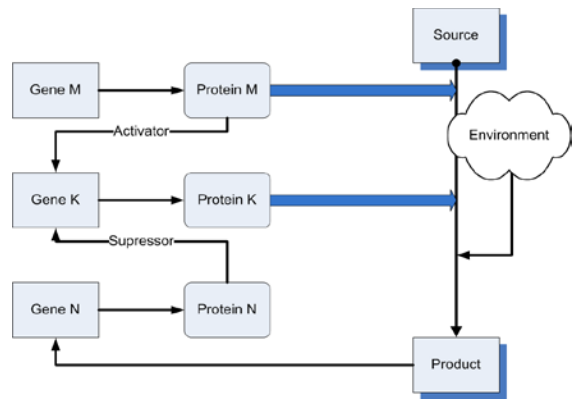 Source
Gene M
Protein M
Activator
Environment
Gene K
Protein K
Supressor
Gene N
Protein N
Product